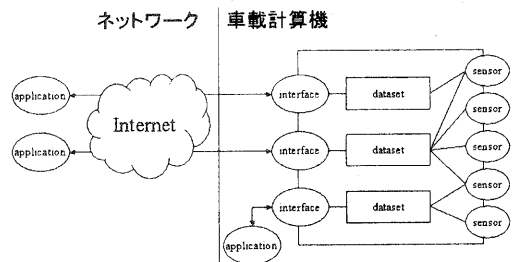 ネットワーク 車載計算機
application
Internet
application
interface
dataset
interface
dataset
interface
dataset
application
sensor
sensor
sensor
sensor
sensor